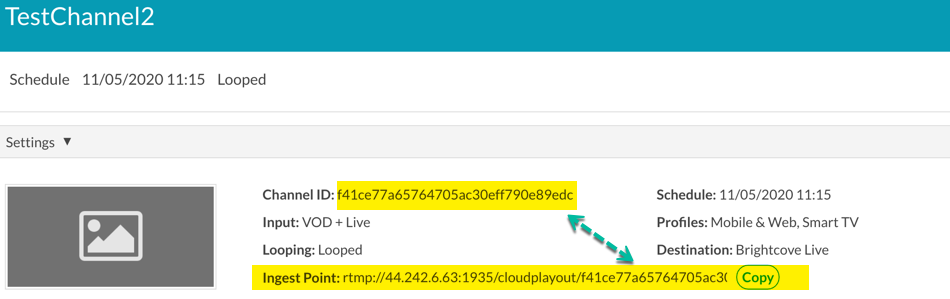 TestChannel2
Schedule 11/05/2020 11:15 Looped
Settings ▼
Channel ID: f41ce77a65764705ac30eff790e89edc
Schedule: 11/05/2020 11:15
Input: VOD + Live
Profiles: Mobile & Web, Smart TV
Looping: Looped
Destination: Brightcove Live
Ingest Point: rtmp://44.242.6.63:1935/cloudplayout/f41ce77a65764705ac30 Copy